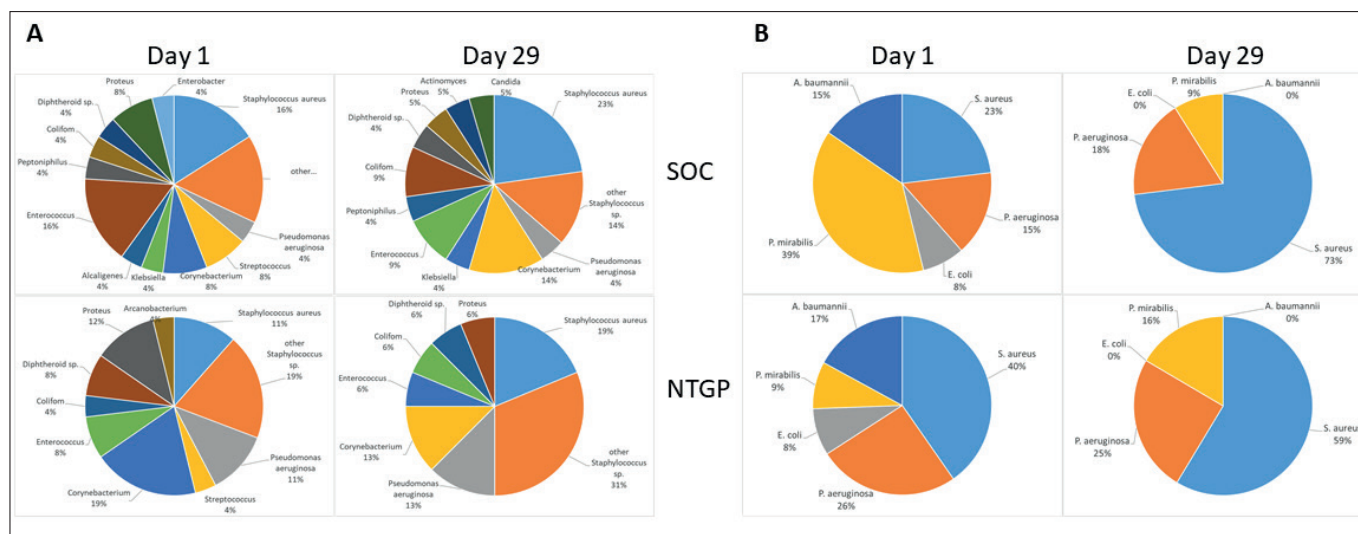 A
Day 1
Day 29
B
Day 1
Day 29
SOC
NTGP
Proteus
8%
Enterobacter
4%
Staphylococcus aureus
16%
other...
Pseudomonas
aeruginosa
4%
Streptococcus
8%
Corynebacterium
8%
Klebsiella
4%
Alcaligenes
4%
Enterococcus
16%
Peptoniphilus
4%
Colifom
4%
Diphtheroid sp.
4%
Actinomyces
5%
Candida
5%
Staphylococcus aureus
23%
other
Staphylococcus
sp.
14%
Pseudomonas
aeruginosa
4%
Corynebacterium
14%
Klebsiella
4%
Enterococcus
9%
Peptoniphilus
4%
Colifom
9%
Diphtheroid sp.
4%
Proteus
5%
A. baumannii
15%
S. aureus
23%
P. aeruginosa
15%
E. coli
8%
P. mirabilis
39%
P. mirabilis
9%
A. baumannii
0%
E. coli
0%
P. aeruginosa
18%
S. aureus
73%
Proteus
12%
Arcanobacterium
4%
Staphylococcus aureus
11%
other
Staphylococcus
sp.
19%
Pseudomonas
aeruginosa
11%
Streptococcus
4%
Corynebacterium
19%
Enterococcus
8%
Colifom
4%
Diphtheroid sp.
8%
Diphtheroid sp.
6%
Proteus
6%
Staphylococcus aureus
19%
other
Staphylococcus
sp.
31%
Pseudomonas
aeruginosa
13%
Corynebacterium
13%
Enterococcus
6%
Colifom
6%
A. baumannii
17%
S. aureus
40%
P. aeruginosa
26%
E. coli
8%
P. mirabilis
9%
P. mirabilis
16%
A. baumannii
0%
E. coli
0%
P. aeruginosa
25%
S. aureus
59%